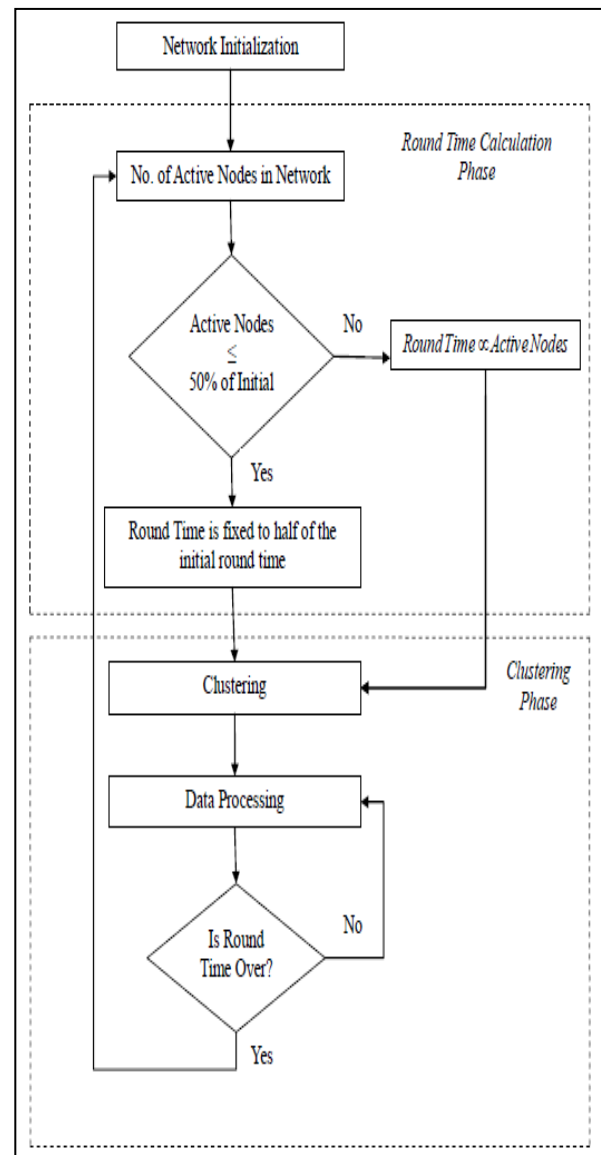 Network Initialization
Round Time Calculation
Phase
No. of Active Nodes in Network
Active Nodes
≤
50% of Initial
No
Round Time ∝ Active Nodes
Yes
Round Time is fixed to half of the
initial round time
Clustering
Phase
Clustering
Data Processing
Is Round
Time Over?
No
Yes